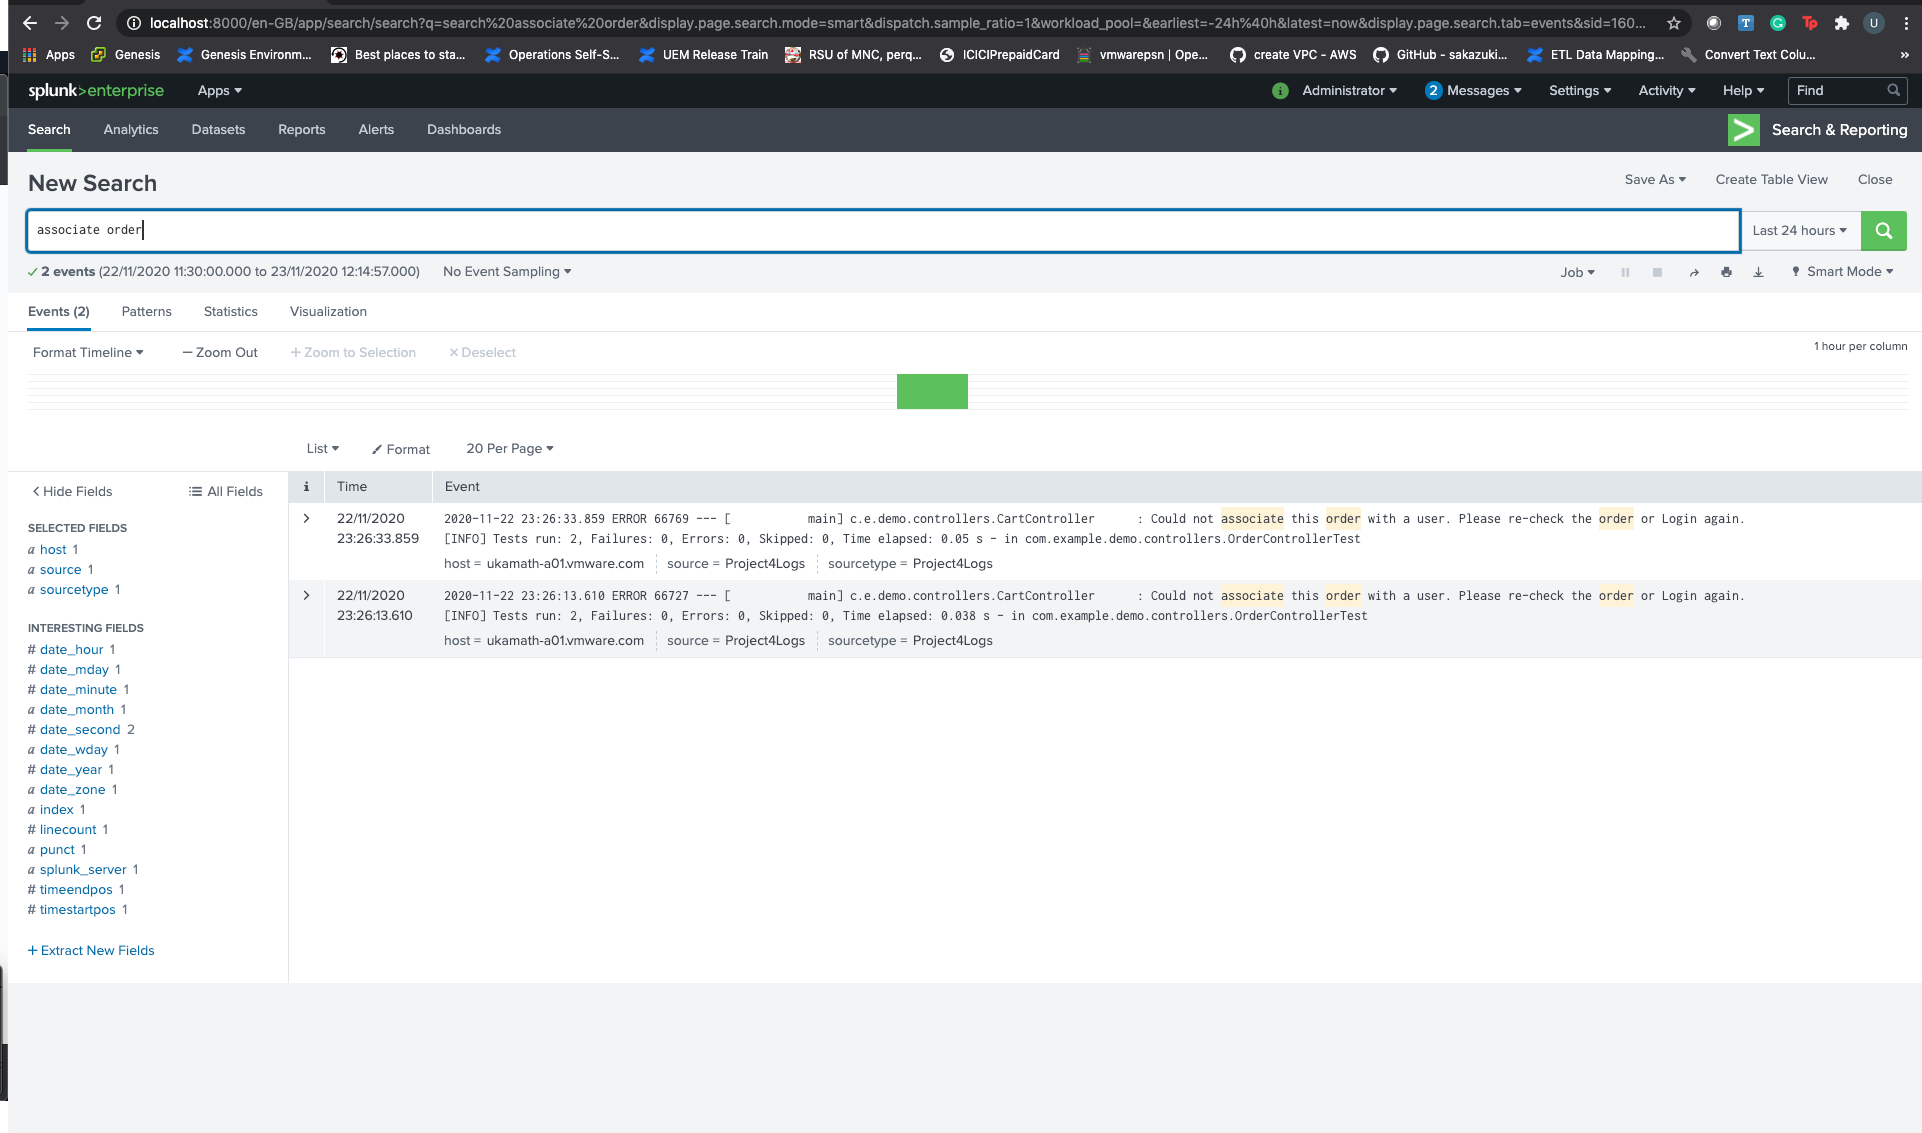 localhost:8000/en-GB/app/search/search?q=search%20associate%20order&display.page.search.mode=smart&dispatch.sample_ratio=1&workload_pool=&earliest=-24h%40h&latest=now&display.page.search.tab=events&sid=160...
T G Tp U
Apps Genesis Genesis Environm... Best places to sta... Operations Self-S... UEM Release Train RSU of MNC, perq... ICICIPrepaidCard vmwarepsn | Ope... create VPC - AWS GitHub - sakazuki... ETL Data Mapping... Convert Text Colu... »
splunk>enterprise Apps i Administrator 2 Messages Settings Activity Help Find
Search Analytics Datasets Reports Alerts Dashboards > Search & Reporting
New Search Save As Create Table View Close
associate order Last 24 hours
✓ 2 events (22/11/2020 11:30:00.000 to 23/11/2020 12:14:57.000) No Event Sampling Job Smart Mode
Events (2) Patterns Statistics Visualization
Format Timeline — Zoom Out + Zoom to Selection × Deselect 1 hour per column
List Format 20 Per Page
< Hide Fields All Fields
SELECTED FIELDS
a host 1
a source 1
a sourcetype 1
INTERESTING FIELDS
# date_hour 1
# date_mday 1
# date_minute 1
a date_month 1
# date_second 2
a date_wday 1
# date_year 1
a date_zone 1
a index 1
# linecount 1
a punct 1
a splunk_server 1
# timeendpos 1
# timestartpos 1
+ Extract New Fields
i Time Event
> 22/11/2020 23:26:33.859
2020-11-22 23:26:33.859 ERROR 66769 --- [ main] c.e.demo.controllers.CartController : Could not associate this order with a user. Please re-check the order or Login again.
[INFO] Tests run: 2, Failures: 0, Errors: 0, Skipped: 0, Time elapsed: 0.05 s - in com.example.demo.controllers.OrderControllerTest
host = ukamath-a01.vmware.com source = Project4Logs sourcetype = Project4Logs
> 22/11/2020 23:26:13.610
2020-11-22 23:26:13.610 ERROR 66727 --- [ main] c.e.demo.controllers.CartController : Could not associate this order with a user. Please re-check the order or Login again.
[INFO] Tests run: 2, Failures: 0, Errors: 0, Skipped: 0, Time elapsed: 0.038 s - in com.example.demo.controllers.OrderControllerTest
host = ukamath-a01.vmware.com source = Project4Logs sourcetype = Project4Logs